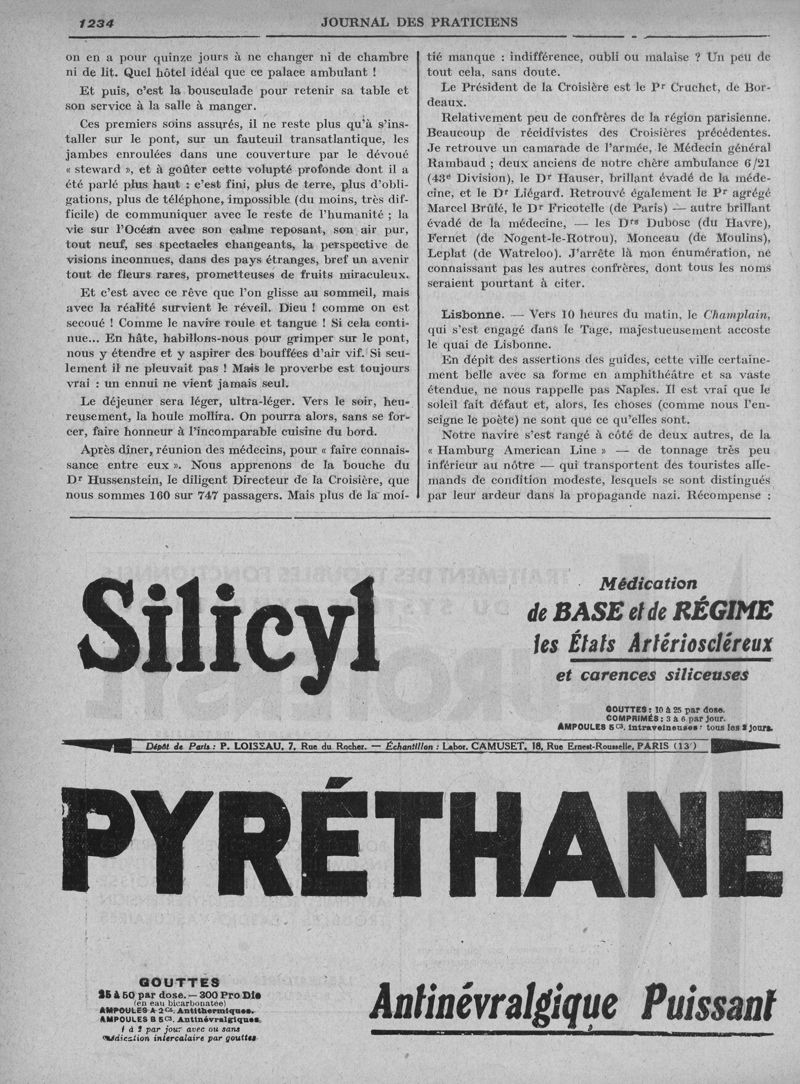 1234
JOURNAL DES PRATICIENS
on en a pour quinze jours à ne changer ni de chambre
ni de lit. Quel hôtel idéal que ce palace ambulant !
Et puis, c'est la bousculade pour retenir sa table et
son service à la salle à manger.
Ces premiers soins assurés, il ne reste plus qu'à s'ins-
taller sur le pont, sur un fauteuil transatlantique, les
jambes enroulées dans une couverture par le dévoué
« steward », et à goûter cette volupté profonde dont il a
été parlé plus haut : c'est fini, plus de terre, plus d'obli-
gations, plus de téléphone, impossible (du moins, très dif-
ficile) de communiquer avec le reste de l'humanité ; la
vie sur l'Océan avec son calme reposant, son air pur,
tout neuf, ses spectacles changeants, la perspective de
visions inconnues, dans des pays étranges, bref un avenir
tout de fleurs rares, prometteuses de fruits miraculeux.
Et c'est avec ce rêve que l'on glisse au sommeil, mais
avec la réalité survient le réveil. Dieu ! comme on est
secoué ! Comme le navire roule et tangue ! Si cela conti-
nue... En hâte, habillons-nous pour grimper sur le pont,
nous y étendre et y aspirer des bouffées d'air vif. Si seu-
lement il ne pleuvait pas ! Mais le proverbe est toujours
vrai : un ennui ne vient jamais seul.
Le déjeuner sera léger, ultra-léger. Vers le soir, heu-
reusement, la houle mollira. On pourra alors, sans se for-
cer, faire honneur à l'incomparable cuisine du bord.
Après dîner, réunion des médecins, pour « faire connais-
sance entre eux ». Nous apprenons de la bouche du
Dr Hussenstein, le diligent Directeur de la Croisière, que
nous sommes 160 sur 747 passagers. Mais plus de la moi-
tié manque : indifférence, oubli ou malaise ? Un peu de
tout cela, sans doute.
Le Président de la Croisière est le Pr Cruchet, de Bor-
deaux.
Relativement peu de confrères de la région parisienne.
Beaucoup de récidivistes des Croisières précédentes.
Je retrouve un camarade de l'armée, le Médecin général
Rambaud ; deux anciens de notre chère ambulance 6/21
(43e Division), le Dr Hauser, brillant évadé de la méde-
cine, et le Dr Liégard. Retrouvé également le Pr agrégé
Marcel Brûlé, le Dr Fricotelle (de Paris) — autre brillant
évadé de la médecine, — les Drs Dubosc (du Havre),
Fernet (de Nogent-le-Rotrou), Monceau (de Moulins),
Leplat (de Watreloo). J'arrête là mon énumération, ne
connaissant pas les autres confrères, dont tous les noms
seraient pourtant à citer.
Lisbonne. — Vers 10 heures du matin, le Champlain,
qui s'est engagé dans le Tage, majestueusement accoste
le quai de Lisbonne.
En dépit des assertions des guides, cette ville certaine-
ment belle avec sa forme en amphithéâtre et sa vaste
étendue, ne nous rappelle pas Naples. Il est vrai que le
soleil fait défaut et, alors, les choses (comme nous l'en-
seigne le poète) ne sont que ce qu'elles sont.
Notre navire s'est rangé à côté de deux autres, de la
« Hamburg American Line » — de tonnage très peu
inférieur au nôtre — qui transportent des touristes alle-
mands de condition modeste, lesquels se sont distingués
par leur ardeur dans la propagande nazi. Récompense :
Silicyl
Médication
de BASE et de RÉGIME
les États Artérioscléreux
et carences siliceuses
GOUTTES : 10 à 25 par dose.
COMPRIMÉS : 3 à 6 par jour.
AMPOULES 5 c3. intraveineuses : tous les 2 jours.
Dépôt de Paris : P. LOISEAU, 7, Rue du Rocher. — Échantillon : Labor. CAMUSET, 18, Rue Ernest-Rousselle, PARIS (13e)
PYRÉTHANE
GOUTTES
25 à 50 par dose. — 300 Pro Die
(en eau bicarbonatée)
AMPOULES A 2 c3. Antithermiques.
AMPOULES B 5 c3. Antinévralgiques.
1 à 2 par jour avec ou sans
médication intercalaire par gouttes
Antinévralgique Puissant